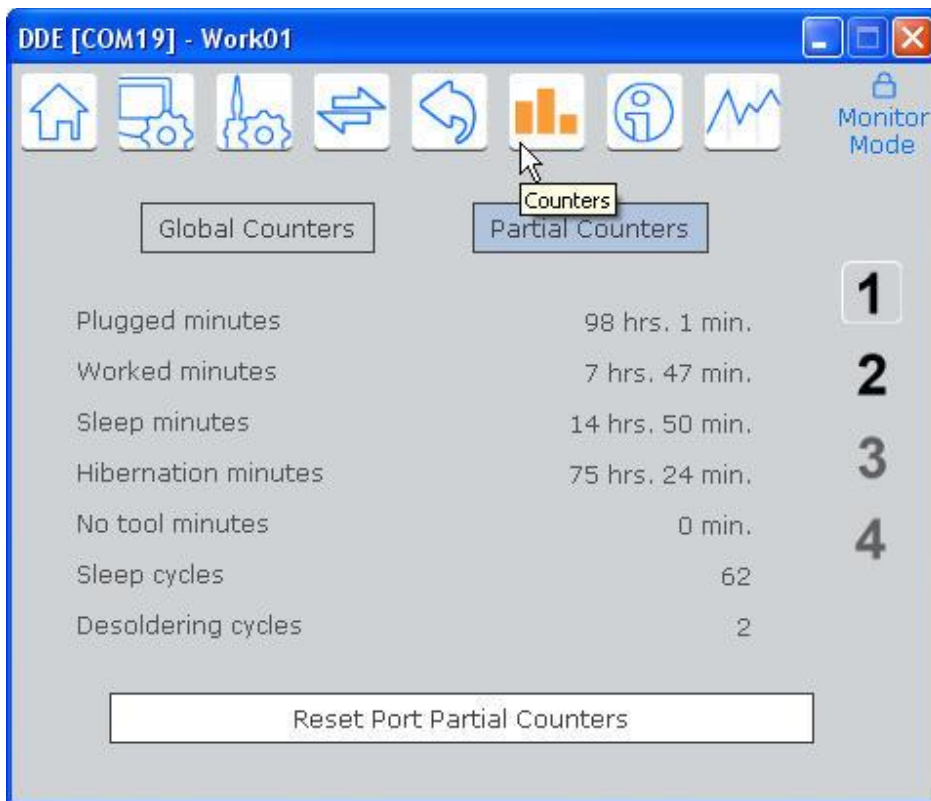 DDE [COM19] - Work01
Monitor
Mode
Counters
Global Counters
Partial Counters
1
Plugged minutes 98 hrs. 1 min.
Worked minutes 7 hrs. 47 min.
2
Sleep minutes 14 hrs. 50 min.
3
Hibernation minutes 75 hrs. 24 min.
No tool minutes 0 min.
4
Sleep cycles 62
Desoldering cycles 2
Reset Port Partial Counters